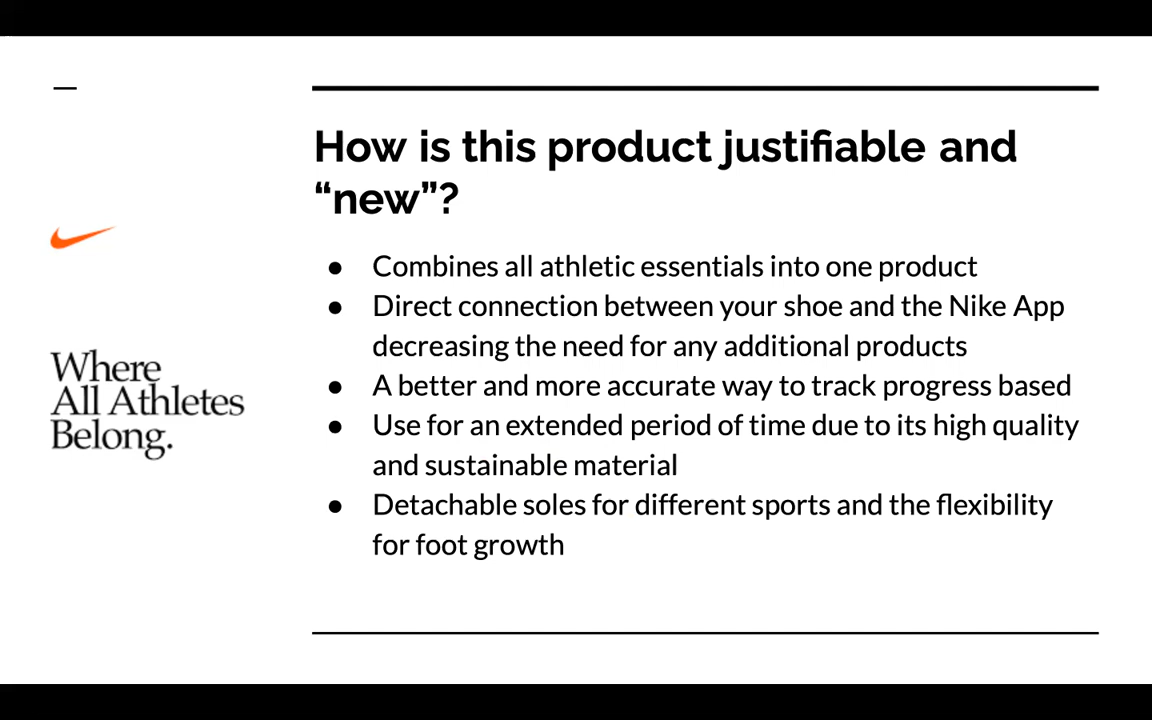 How is this product justifiable and
“new”?
● Combines all athletic essentials into one product
● Direct connection between your shoe and the Nike App
decreasing the need for any additional products
● A better and more accurate way to track progress based
● Use for an extended period of time due to its high quality
and sustainable material
● Detachable soles for different sports and the flexibility
for foot growth
Where
All Athletes
Belong.